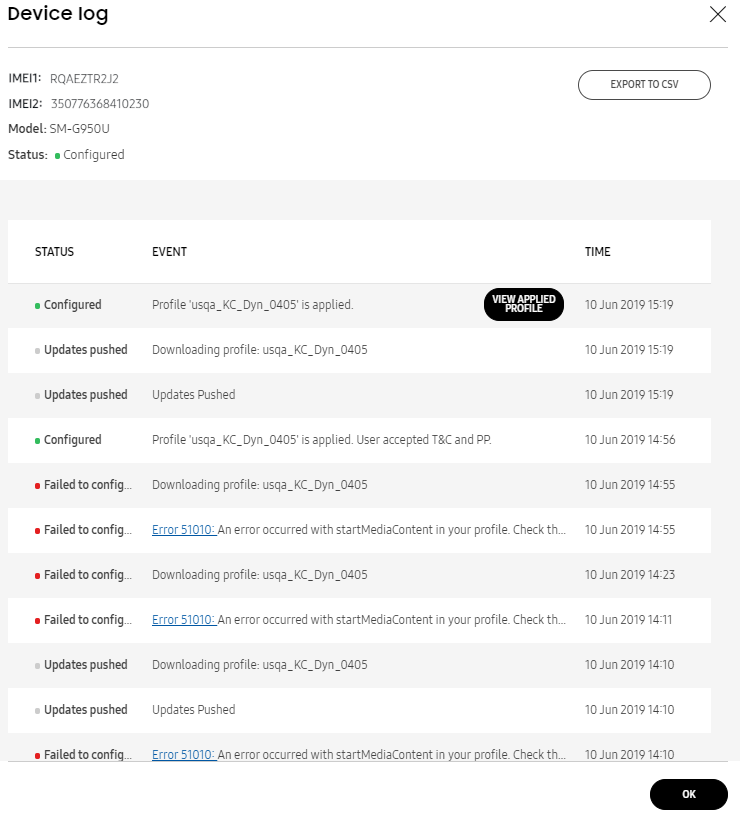 Device log
IMEI1: RQAEZTR2J2
EXPORT TO CSV
IMEI2: 350776368410230
Model: SM-G950U
Status: Configured
STATUS EVENT TIME
Configured Profile 'usqa_KC_Dyn_0405' is applied. VIEW APPLIED PROFILE 10 Jun 2019 15:19
Updates pushed Downloading profile: usqa_KC_Dyn_0405 10 Jun 2019 15:19
Updates pushed Updates Pushed 10 Jun 2019 15:19
Configured Profile 'usqa_KC_Dyn_0405' is applied. User accepted T&C and PP. 10 Jun 2019 14:56
Failed to config... Downloading profile: usqa_KC_Dyn_0405 10 Jun 2019 14:55
Failed to config... Error 51010: An error occurred with startMediaContent in your profile. Check th... 10 Jun 2019 14:55
Failed to config... Downloading profile: usqa_KC_Dyn_0405 10 Jun 2019 14:23
Failed to config... Error 51010: An error occurred with startMediaContent in your profile. Check th... 10 Jun 2019 14:11
Updates pushed Downloading profile: usqa_KC_Dyn_0405 10 Jun 2019 14:10
Updates pushed Updates Pushed 10 Jun 2019 14:10
Failed to config... Error 51010: An error occurred with startMediaContent in your profile. Check th... 10 Jun 2019 14:10
OK